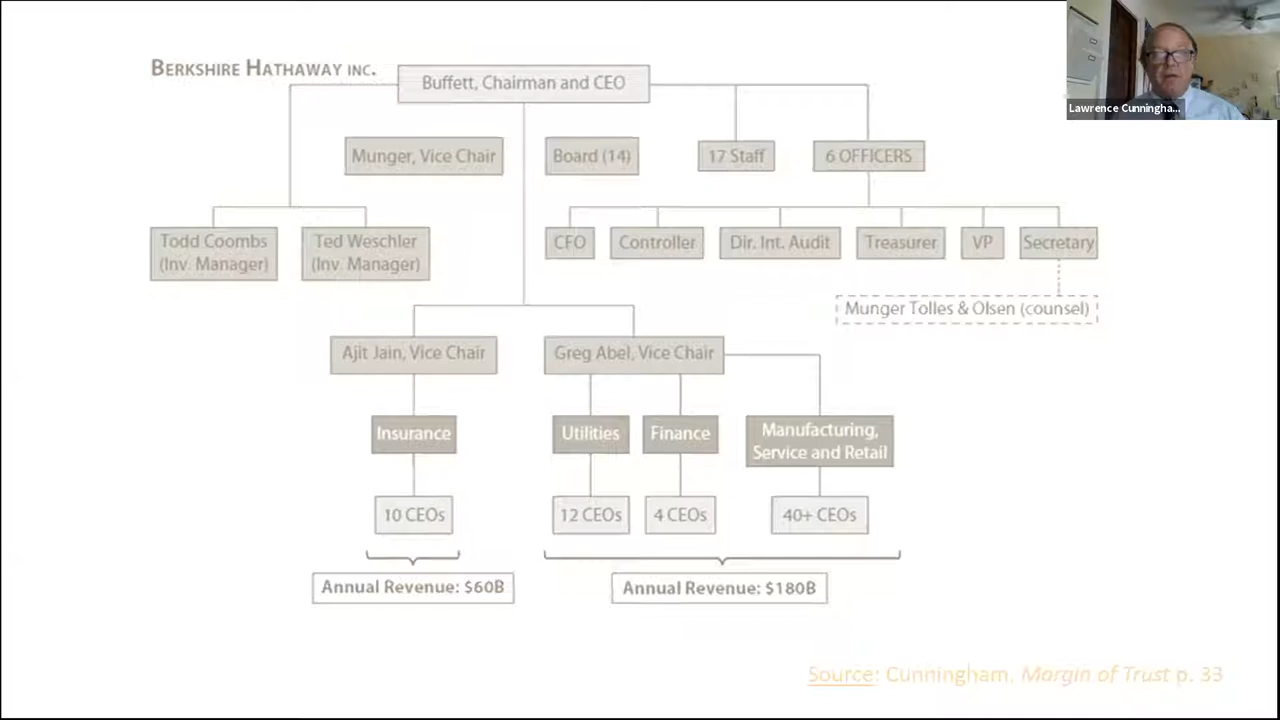 BERKSHIRE HATHAWAY INC.
Buffett, Chairman and CEO
Lawrence Cunningha...
Munger, Vice Chair
Board (14)
17 Staff
6 OFFICERS
Todd Coombs
(Inv. Manager)
Ted Weschler
(Inv. Manager)
CFO
Controller
Dir. Int. Audit
Treasurer
VP
Secretary
Munger Tolles & Olsen (counsel)
Ajit Jain, Vice Chair
Greg Abel, Vice Chair
Insurance
Utilities
Finance
Manufacturing,
Service and Retail
10 CEOs
12 CEOs
4 CEOs
40+ CEOs
Annual Revenue: $60B
Annual Revenue: $180B
Source: Cunningham, Margin of Trust p. 33